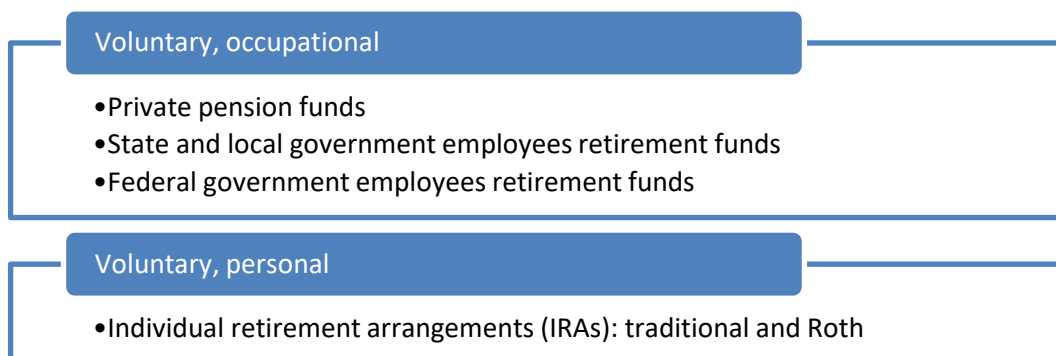 Voluntary, occupational
•Private pension funds
•State and local government employees retirement funds
•Federal government employees retirement funds
Voluntary, personal
•Individual retirement arrangements (IRAs): traditional and Roth